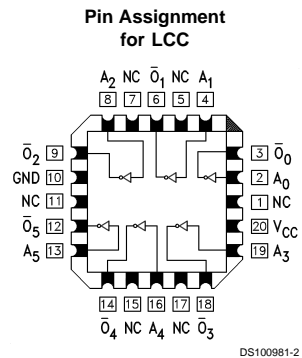 Pin Assignment
for LCC
A₂ NC Ō₁ NC A₁
8 7 6 5 4
Ō₂ 9
GND 10
NC 11
Ō₅ 12
A₅ 13
3 Ō₀
2 A₀
1 NC
20 VCC
19 A₃
14 15 16 17 18
Ō₄ NC A₄ NC Ō₃
DS100981-2